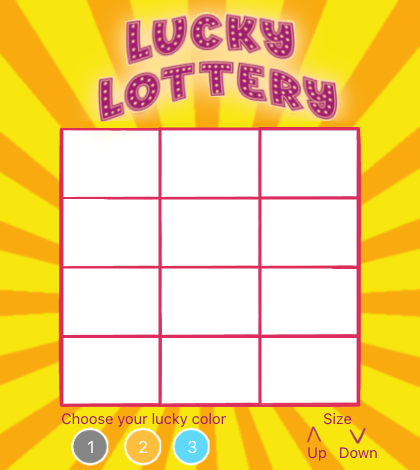 LUCKY
LOTTERY
Choose your lucky color
Size
1 2 3
Up Down